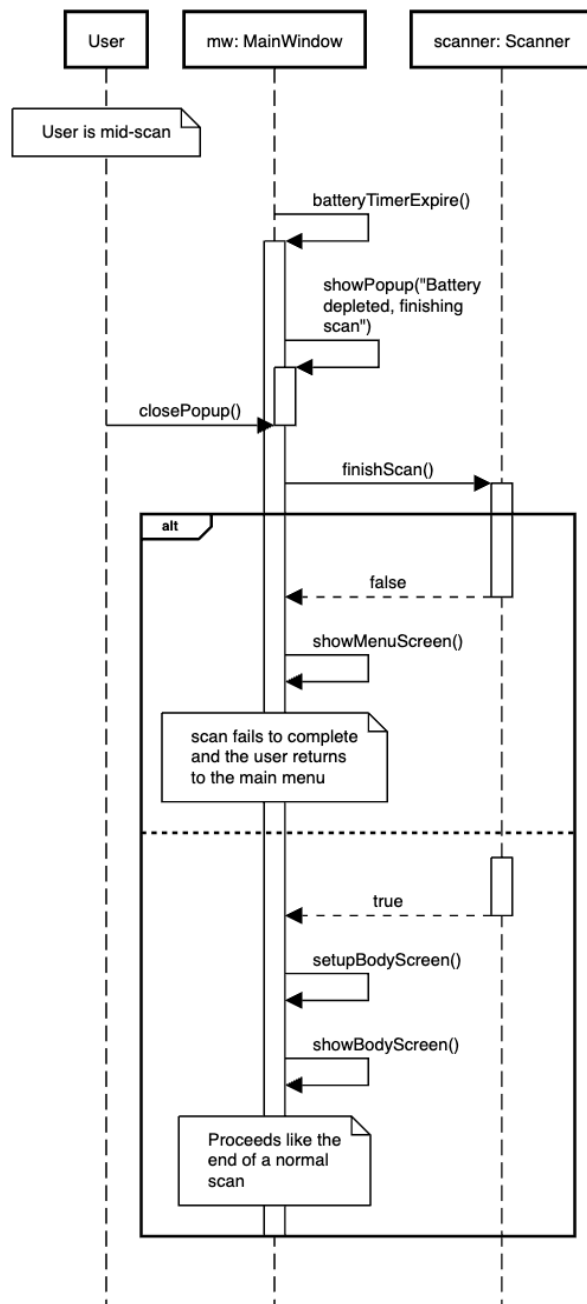 User
mw: MainWindow
scanner: Scanner
User is mid-scan
batteryTimerExpire()
showPopup("Battery
depleted, finishing
scan")
closePopup()
finishScan()
alt
false
showMenuScreen()
scan fails to complete
and the user returns
to the main menu
true
setupBodyScreen()
showBodyScreen()
Proceeds like the
end of a normal
scan